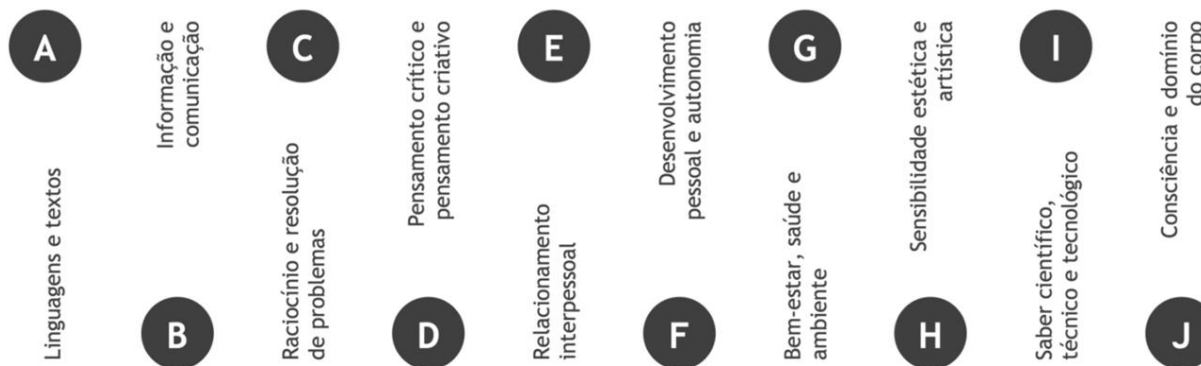 A
Linguagens e textos
B
Informação e
comunicação
C
Raciocínio e resolução
de problemas
D
Pensamento crítico e
pensamento criativo
E
Relacionamento
interpessoal
F
Desenvolvimento
pessoal e autonomia
G
Bem-estar, saúde e
ambiente
H
Sensibilidade estética e
artística
I
Saber científico,
técnico e tecnológico
J
Consciência e domínio
do corpo